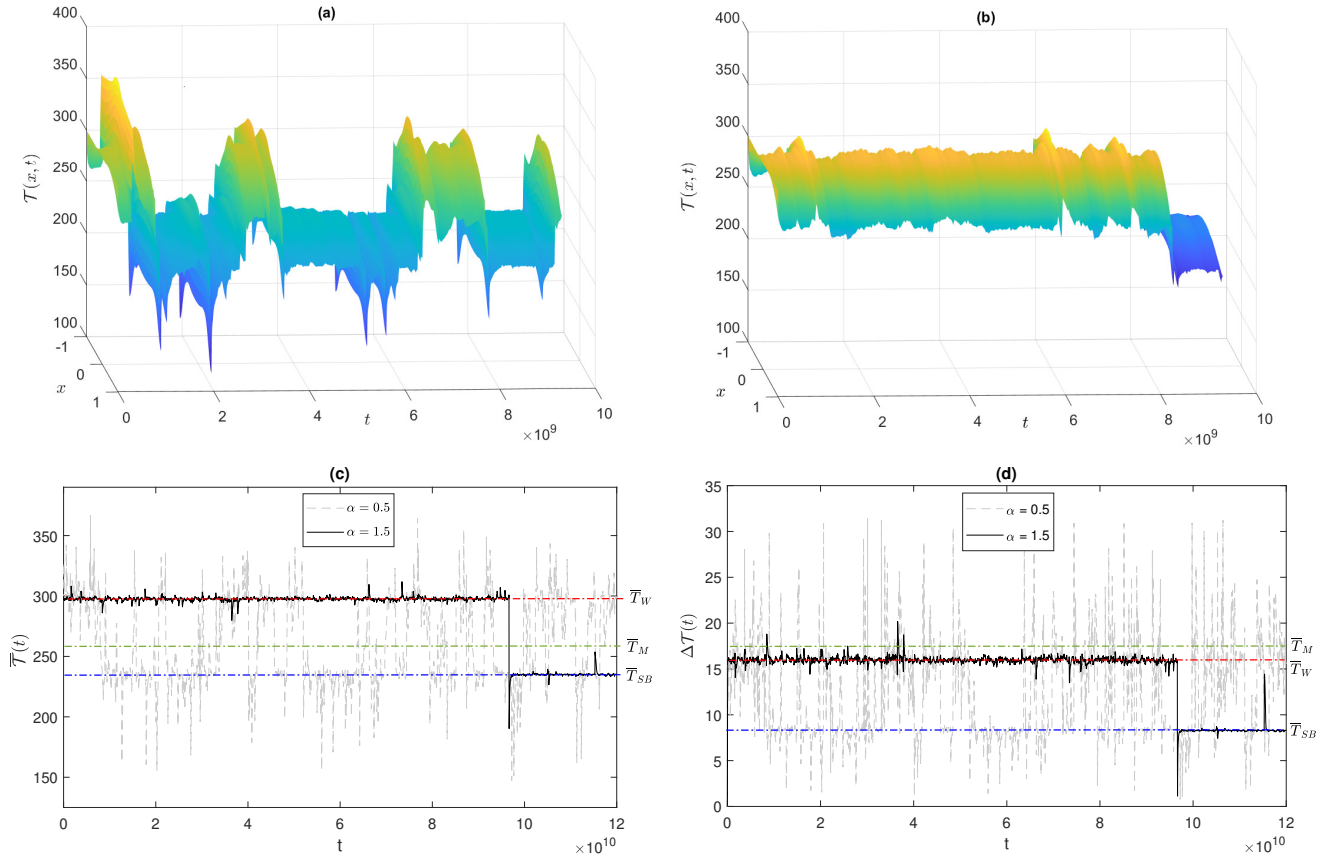 (a)
400
350
300
250
200
150
100
𝒯(x, t)
-1
0
1
x
0
2
4
6
8
10
t
×10⁹
(b)
400
350
300
250
200
150
100
𝒯(x, t)
-1
0
1
x
0
2
4
6
8
10
t
×10⁹
(c)
α = 0.5
α = 1.5
350
300
250
200
150
𝒯̅(t)
T̅_W
T̅_M
T̅_SB
0
2
4
6
8
10
12
t
×10¹⁰
(d)
α = 0.5
α = 1.5
35
30
25
20
15
10
5
0
Δ𝒯(t)
T̅_M
T̅_W
T̅_SB
0
2
4
6
8
10
12
t
×10¹⁰